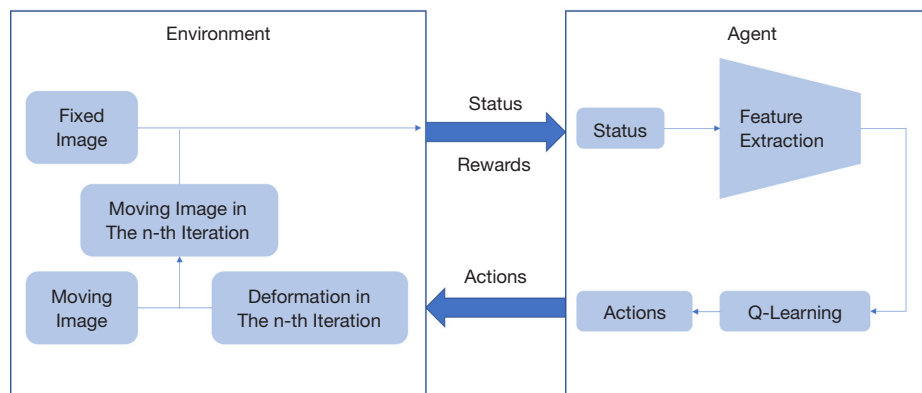 Environment
Fixed
Image
Moving Image in
The n-th Iteration
Moving
Image
Deformation in
The n-th Iteration
Status
Rewards
Actions
Agent
Status
Feature
Extraction
Actions
Q-Learning